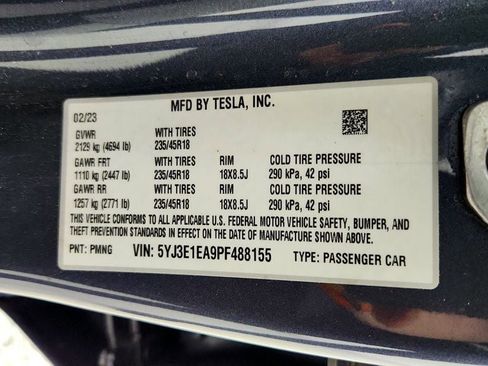 MFD BY TESLA, INC.
02/23
GVWR WITH TIRES
2129 kg (4694 lb) 235/45R18
GAWR FRT WITH TIRES RIM COLD TIRE PRESSURE
1110 kg (2447 lb) 235/45R18 18X8.5J 290 kPa, 42 psi
GAWR RR WITH TIRES RIM COLD TIRE PRESSURE
1257 kg (2771 lb) 235/45R18 18X8.5J 290 kPa, 42 psi
THIS VEHICLE CONFORMS TO ALL APPLICABLE U.S. FEDERAL MOTOR VEHICLE SAFETY, BUMPER, AND
THEFT PREVENTION STANDARDS IN EFFECT ON THE DATE OF MANUFACTURE SHOWN ABOVE.
PNT: PMNG VIN: 5YJ3E1EA9PF488155 TYPE: PASSENGER CAR